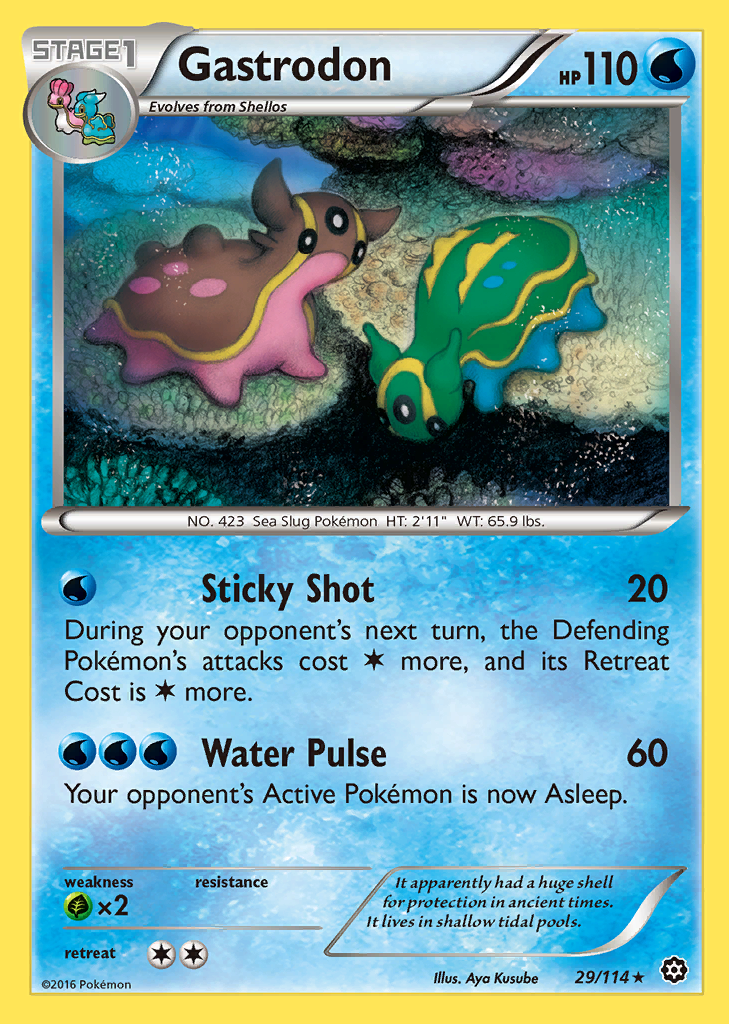 STAGE1
Gastrodon
HP110
Evolves from Shellos
NO. 423 Sea Slug Pokémon HT: 2'11" WT: 65.9 lbs.
Sticky Shot 20
During your opponent's next turn, the Defending
Pokémon's attacks cost more, and its Retreat
Cost is more.
Water Pulse 60
Your opponent's Active Pokémon is now Asleep.
weakness resistance
×2
retreat
It apparently had a huge shell
for protection in ancient times.
It lives in shallow tidal pools.
©2016 Pokémon
Illus. Aya Kusube 29/114★